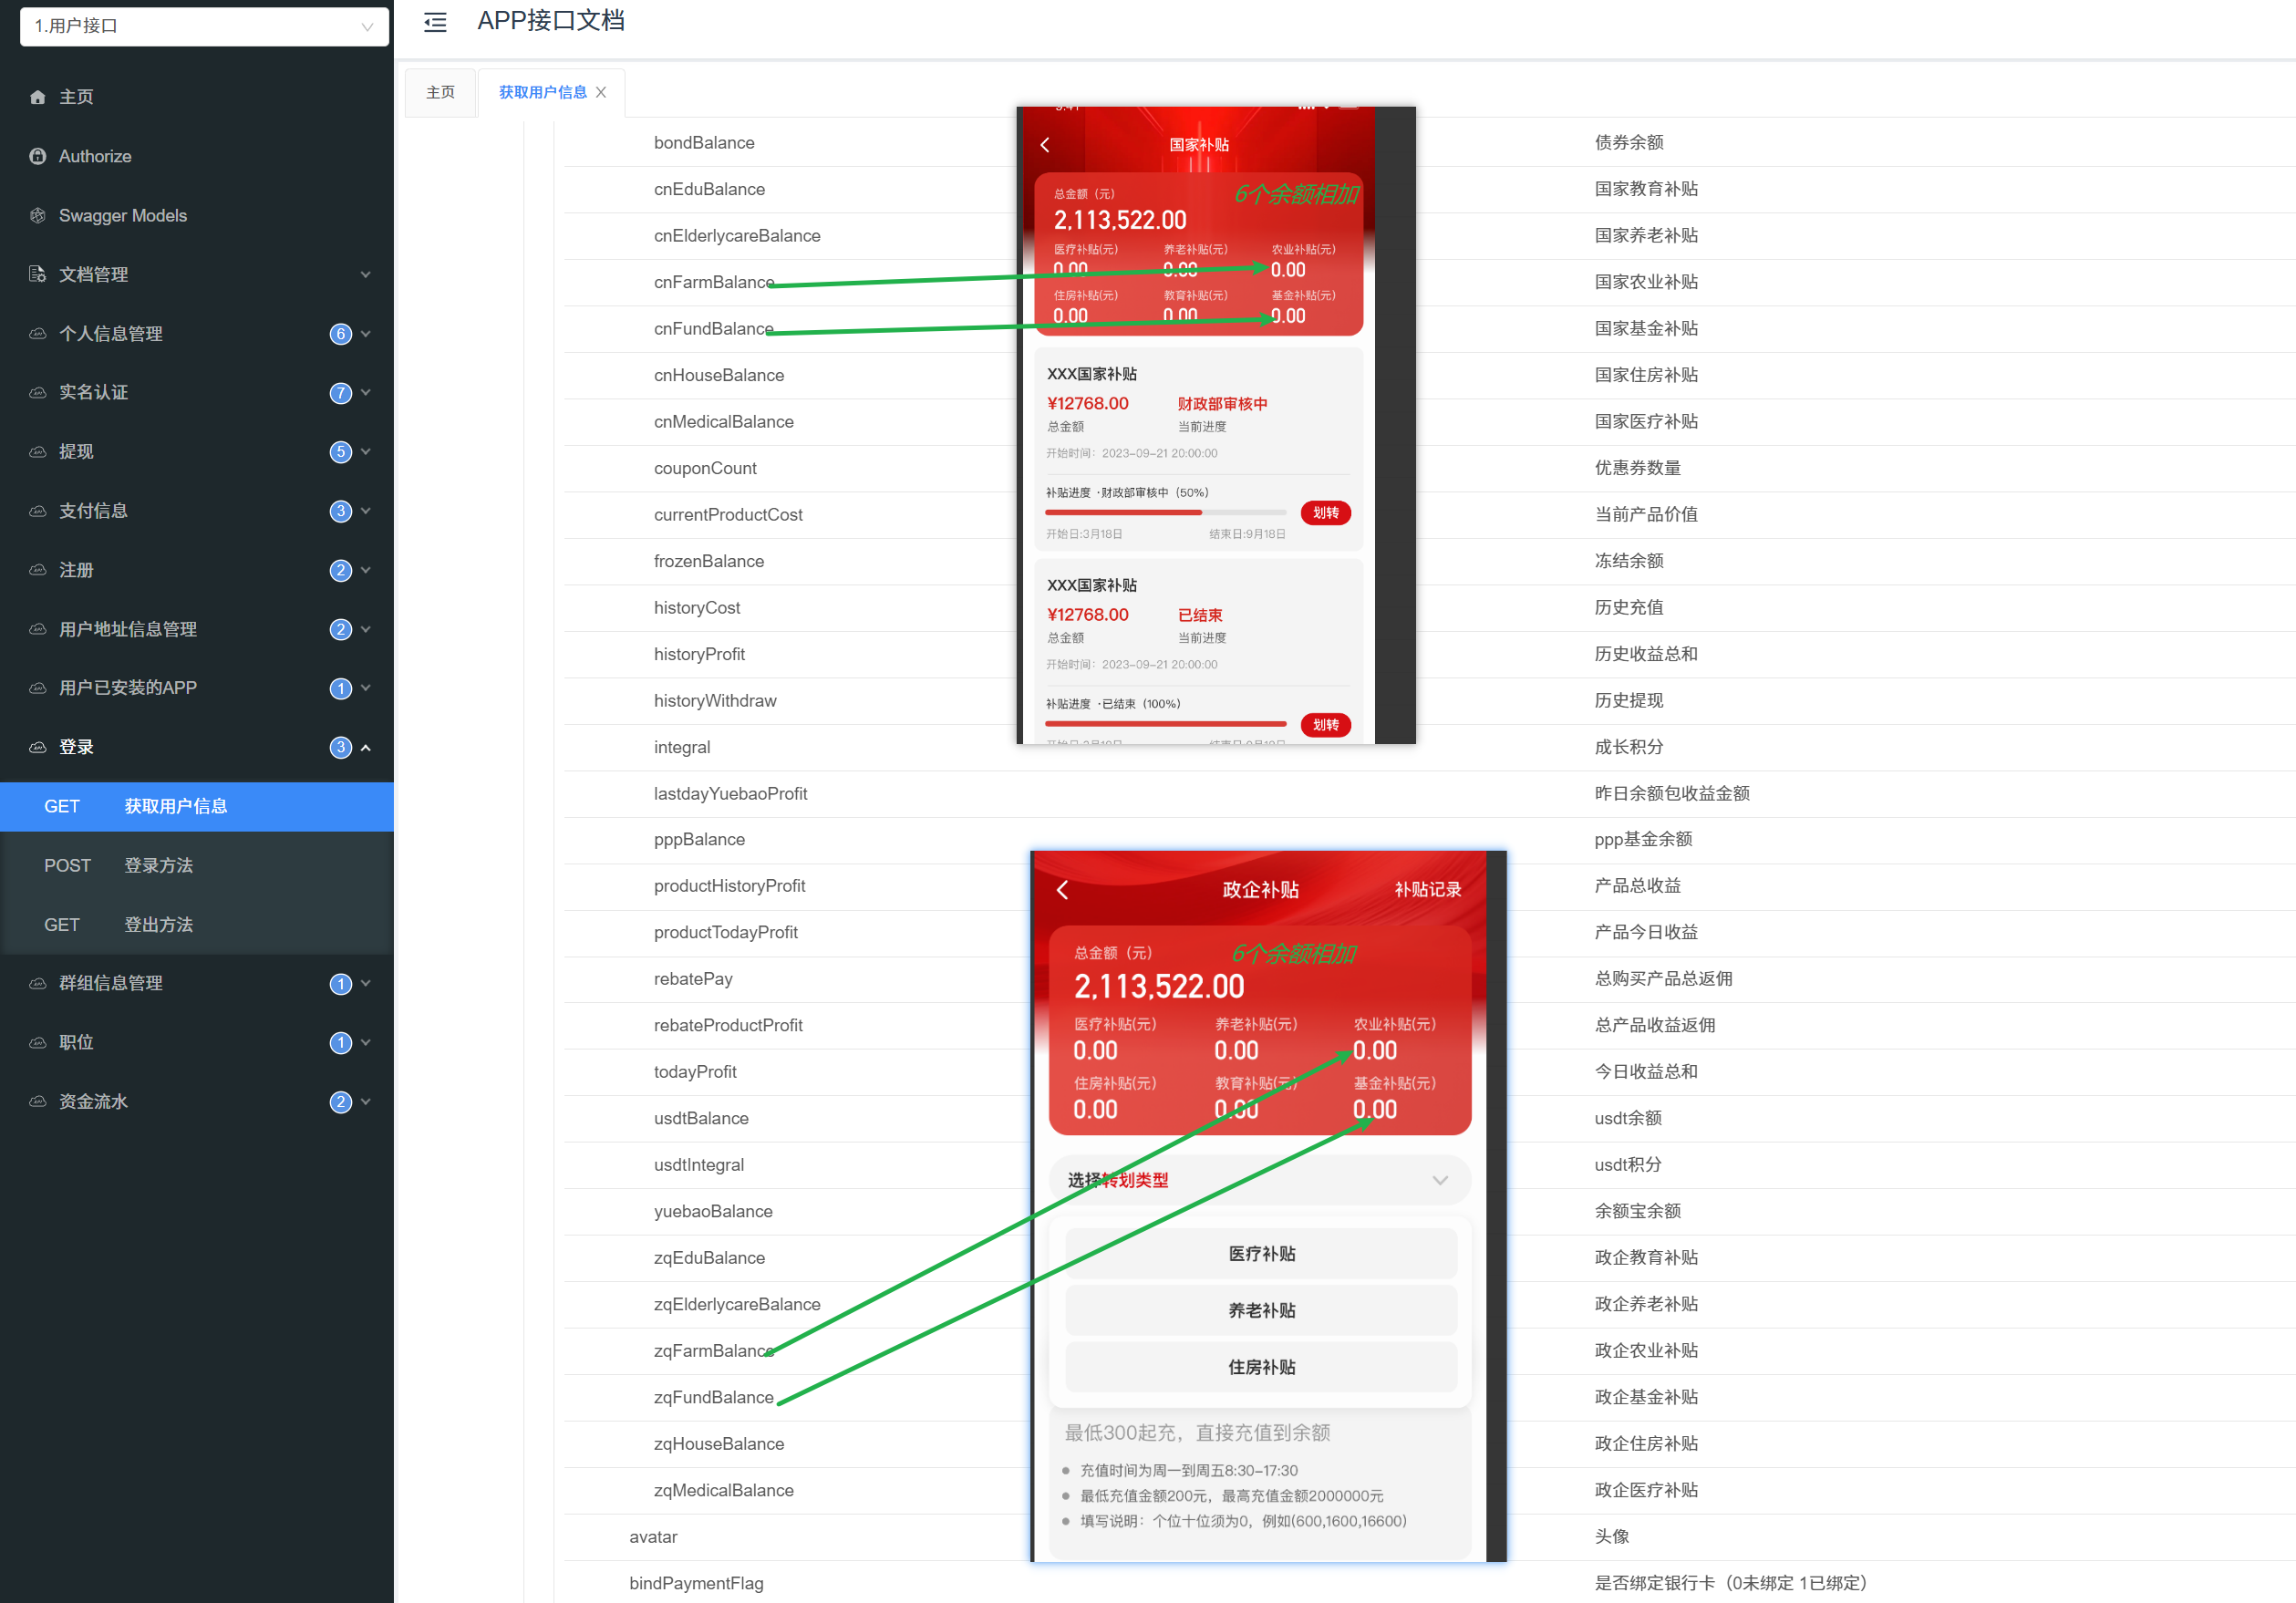 1.用户接口
主页
Authorize
Swagger Models
文档管理
个人信息管理 6
实名认证 7
提现 5
支付信息 3
注册 2
用户地址信息管理 2
用户已安装的APP 1
登录 3
GET 获取用户信息
POST 登录方法
GET 登出方法
群组信息管理 1
职位 1
资金流水 2
APP接口文档
主页 获取用户信息
bondBalance 债券余额
cnEduBalance 国家教育补贴
cnElderlycareBalance 国家养老补贴
cnFarmBalance 国家农业补贴
cnFundBalance 国家基金补贴
cnHouseBalance 国家住房补贴
cnMedicalBalance 国家医疗补贴
couponCount 优惠券数量
currentProductCost 当前产品价值
frozenBalance 冻结余额
historyCost 历史充值
historyProfit 历史收益总和
historyWithdraw 历史提现
integral 成长积分
lastdayYuebaoProfit 昨日余额包收益金额
pppBalance ppp基金余额
productHistoryProfit 产品总收益
productTodayProfit 产品今日收益
rebatePay 总购买产品总返佣
rebateProductProfit 总产品收益返佣
todayProfit 今日收益总和
usdtBalance usdt余额
usdtIntegral usdt积分
yuebaoBalance 余额宝余额
zqEduBalance 政企教育补贴
zqElderlycareBalance 政企养老补贴
zqFarmBalance 政企农业补贴
zqFundBalance 政企基金补贴
zqHouseBalance 政企住房补贴
zqMedicalBalance 政企医疗补贴
avatar 头像
bindPaymentFlag 是否绑定银行卡（0未绑定 1已绑定）
国家补贴
总金额（元） 6个余额相加
2,113,522.00
医疗补贴(元) 养老补贴(元) 农业补贴(元)
0.00 0.00 0.00
住房补贴(元) 教育补贴(元) 基金补贴(元)
0.00 0.00 0.00
XXX国家补贴
¥12768.00 财政部审核中
总金额 当前进度
开始时间：2023-09-21 20:00:00
补贴进度 ·财政部审核中（50%）
划转
开始日:3月18日 结束日:9月18日
XXX国家补贴
¥12768.00 已结束
总金额 当前进度
开始时间：2023-09-21 20:00:00
补贴进度 ·已结束（100%）
划转
政企补贴 补贴记录
总金额（元） 6个余额相加
2,113,522.00
医疗补贴(元) 养老补贴(元) 农业补贴(元)
0.00 0.00 0.00
住房补贴(元) 教育补贴(元) 基金补贴(元)
0.00 0.00 0.00
选择转划类型
医疗补贴
养老补贴
住房补贴
最低300起充，直接充值到余额
充值时间为周一到周五8:30-17:30
最低充值金额200元，最高充值金额2000000元
填写说明：个位十位须为0，例如(600,1600,16600)